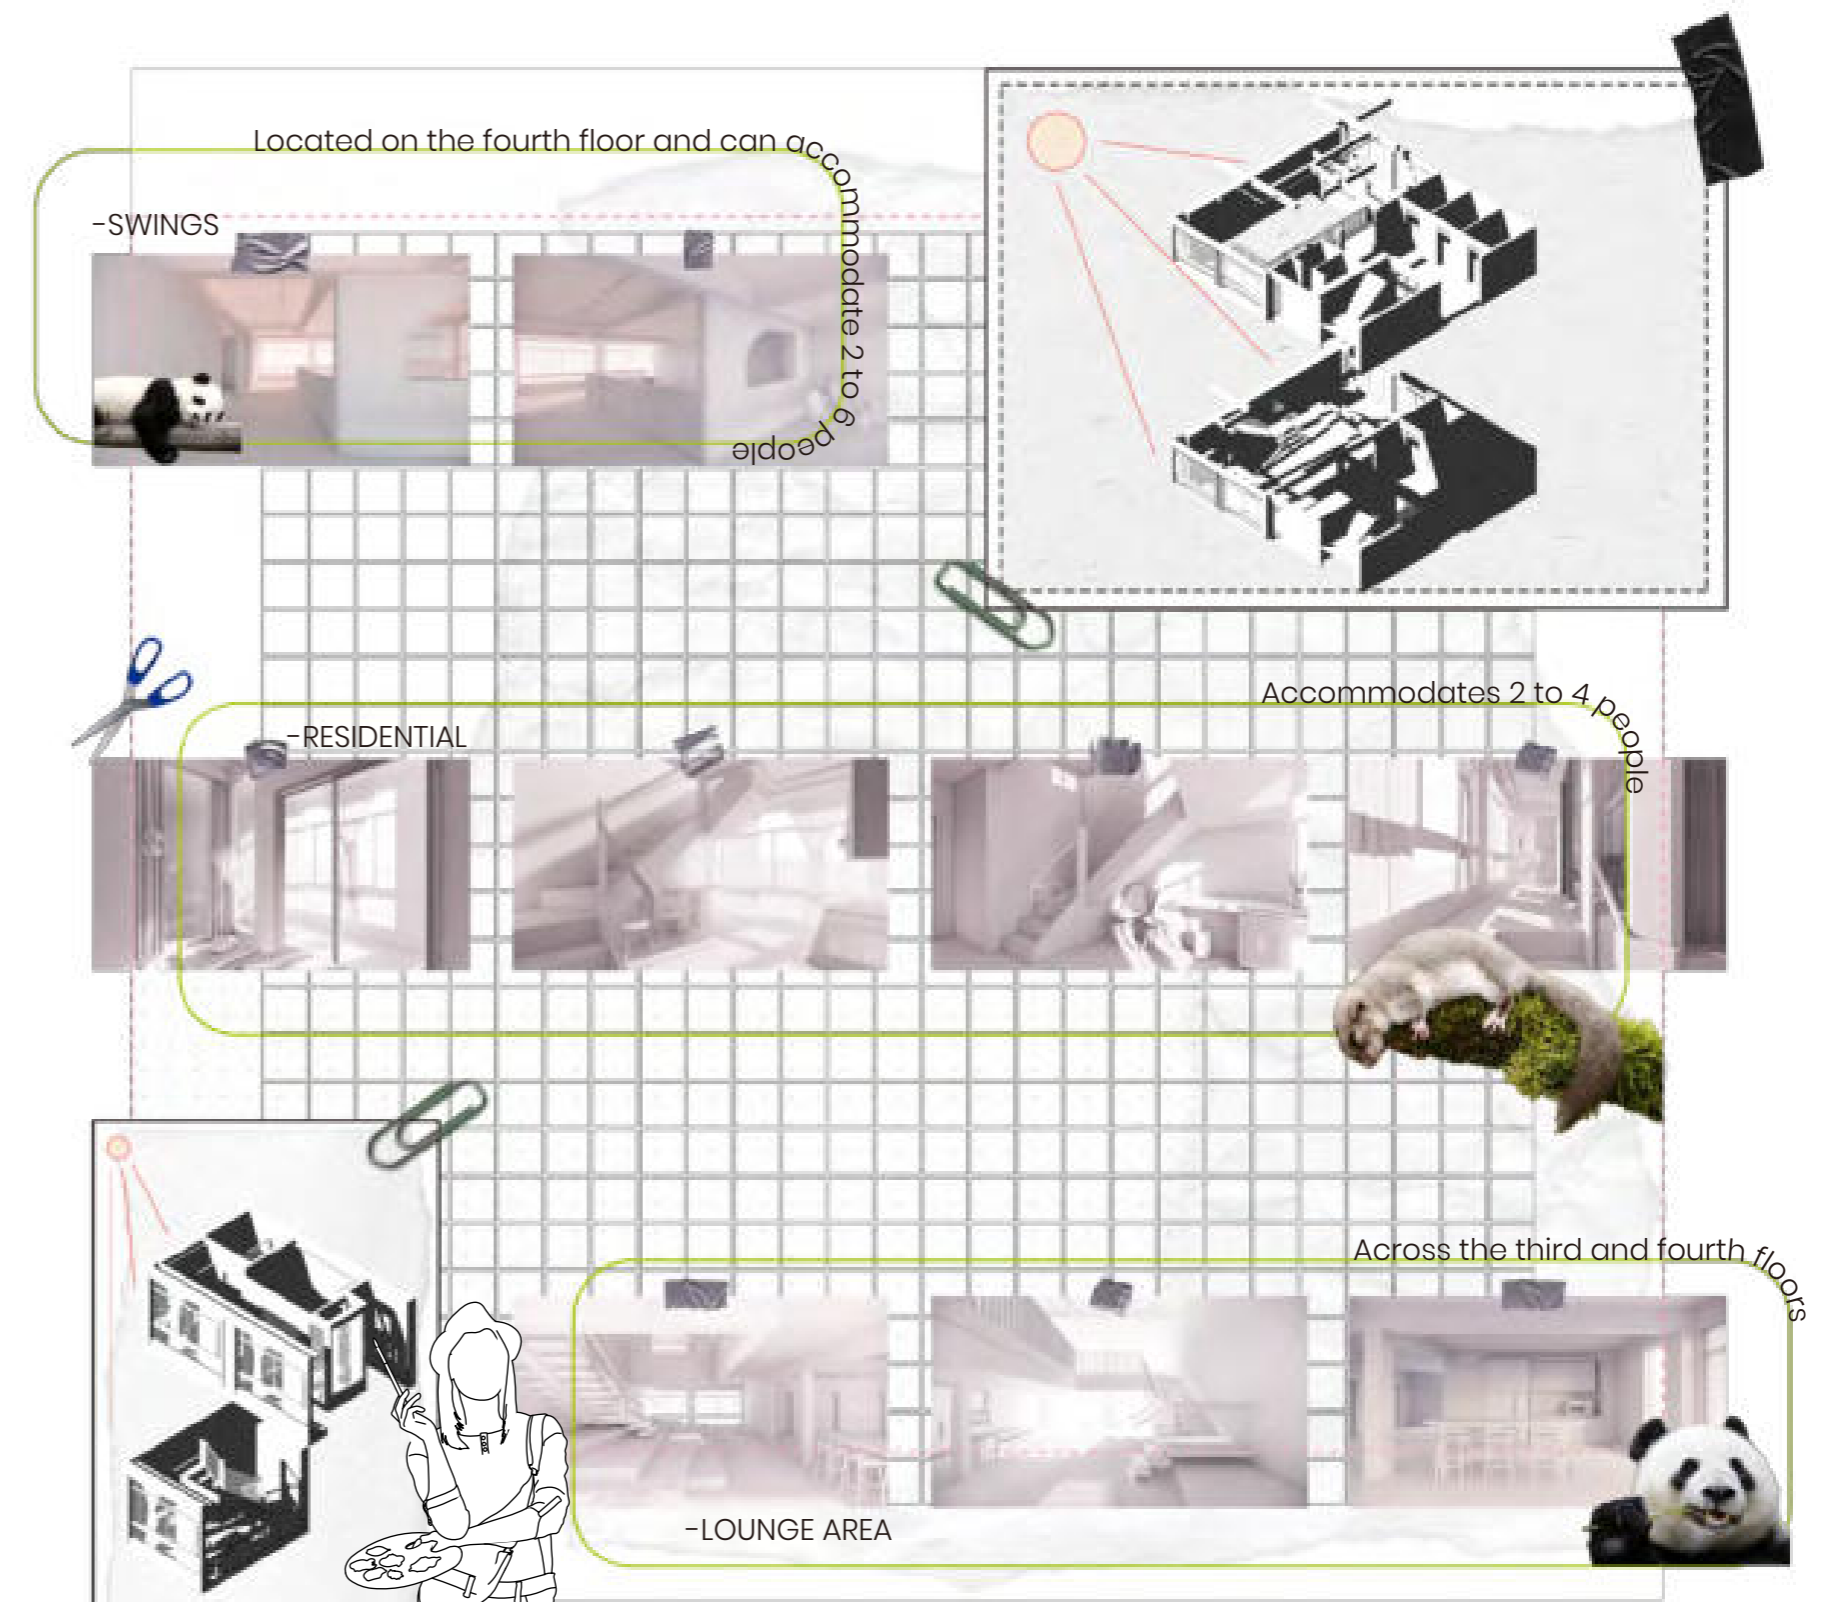 Located on the fourth floor and can accommodate 2 to 6 people
-SWINGS
Accommodates 2 to 4 people
-RESIDENTIAL
Across the third and fourth floors
-LOUNGE AREA